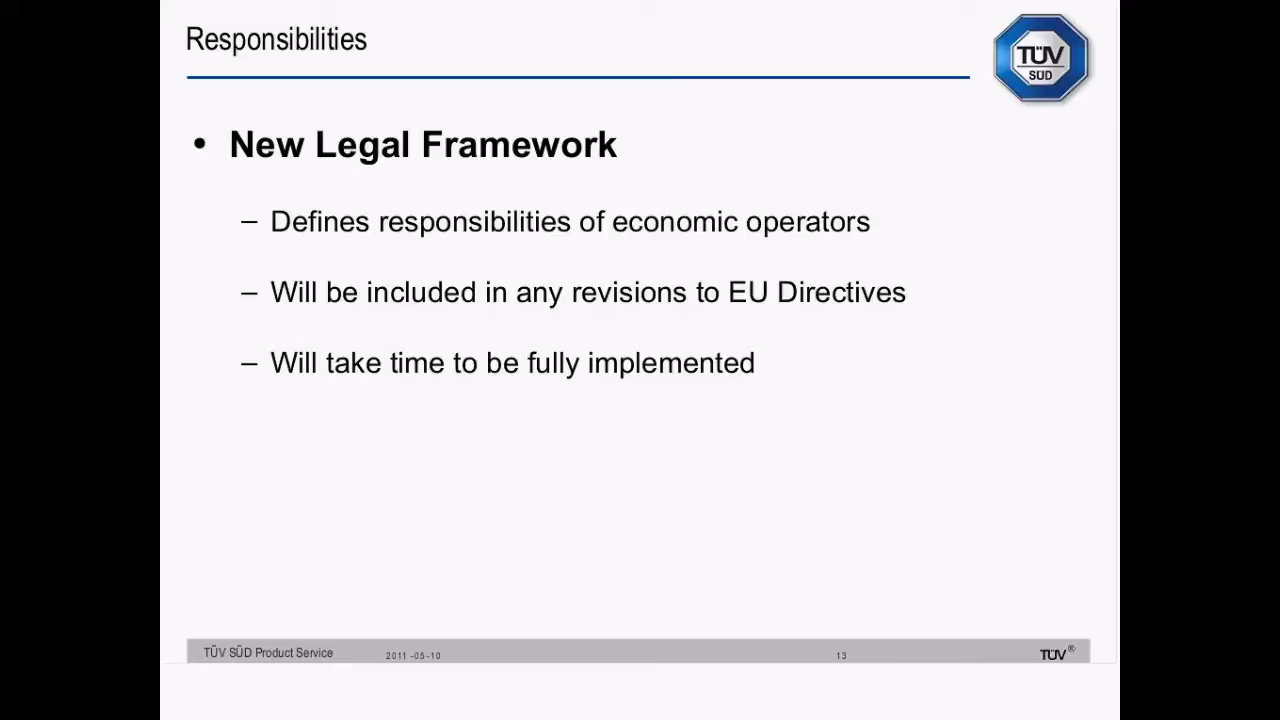 Responsibilities
TÜV
SÜD
• New Legal Framework
– Defines responsibilities of economic operators
– Will be included in any revisions to EU Directives
– Will take time to be fully implemented
TÜV SÜD Product Service 2011 -05-10 13 TÜV®